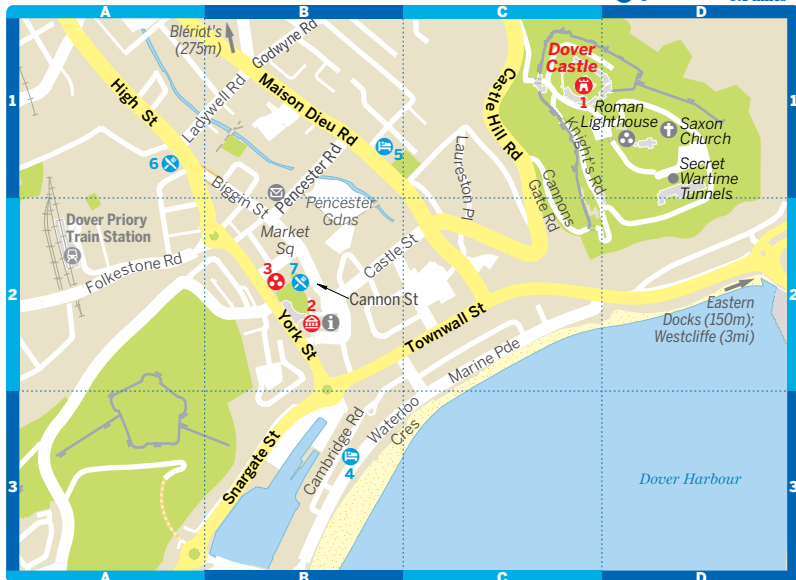 A
B
C
D
Blériot's
(275m)
Godwyne Rd
High St
Ladywell Rd
Maison Dieu Rd
Castle Hill Rd
Dover
Castle
1
1
1
Roman
Lighthouse
Saxon
Church
Secret
Wartime
Tunnels
Knight's Rd
Cannons
Gate Rd
Laureston Pl
5
6
Pencester Rd
Biggin St
Pencester
Gdns
Market
Sq
Dover Priory
Train Station
Folkestone Rd
Castle St
3
7
2
i
Cannon St
2
2
York St
Townwall St
Marine Pde
Eastern
Docks (150m);
Westcliffe (3mi)
Waterloo
Cres
Cambridge Rd
Snargate St
4
Dover Harbour
3
3
A
B
C
D